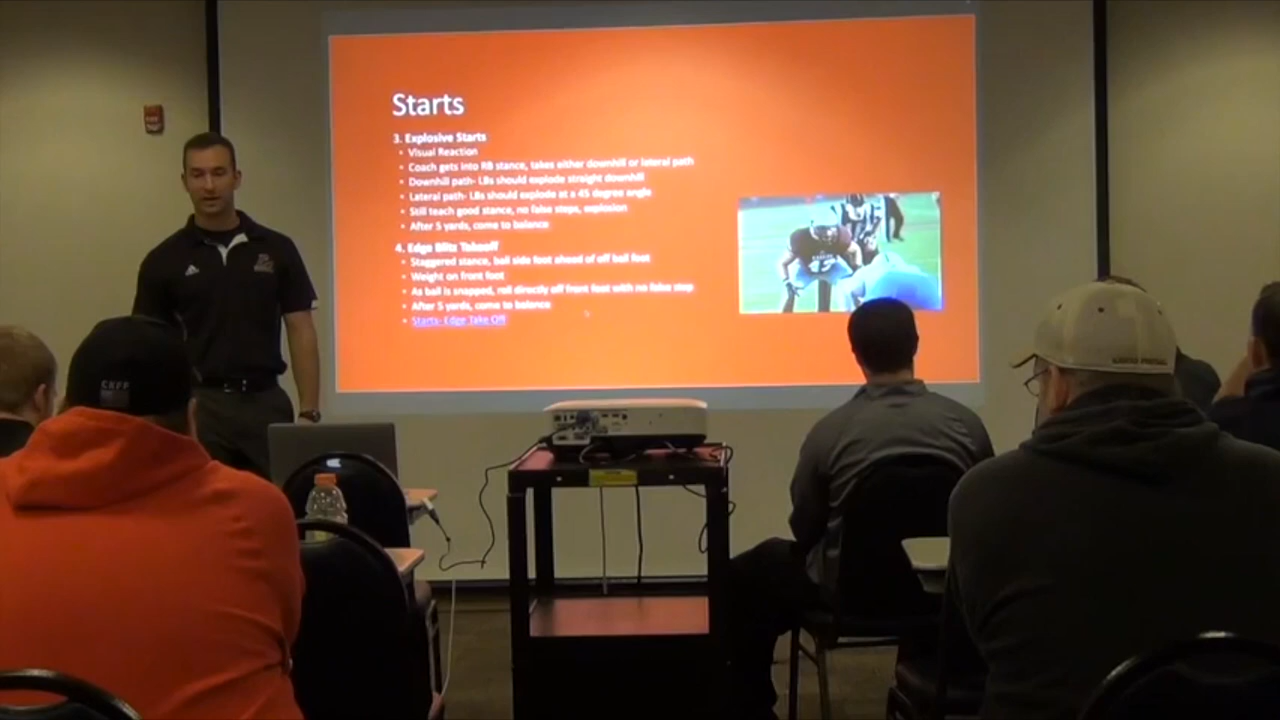 Starts
3. Explosive Starts
• Visual Reaction
• Coach gets into RB stance, takes either downhill or lateral path
• Downhill path- LBs should explode straight downhill
• Lateral path- LBs should explode at a 45 degree angle
• Still teach good stance, no false steps, explosion
• After 5 yards, come to balance
4. Edge Blitz Takeoff
• Staggered stance, ball side foot ahead of off ball foot
• Weight on front foot
• As ball is snapped, roll directly off front foot with no false step
• After 5 yards, come to balance
• Starts- Edge Take Off